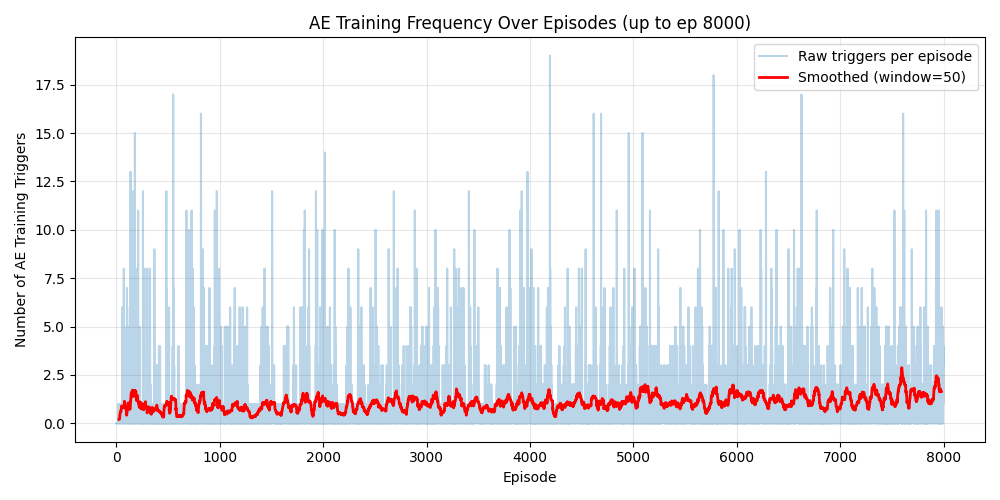 AE Training Frequency Over Episodes (up to ep 8000)
Raw triggers per episode
Smoothed (window=50)
Number of AE Training Triggers
17.5
15.0
12.5
10.0
7.5
5.0
2.5
0.0
0 1000 2000 3000 4000 5000 6000 7000 8000
Episode